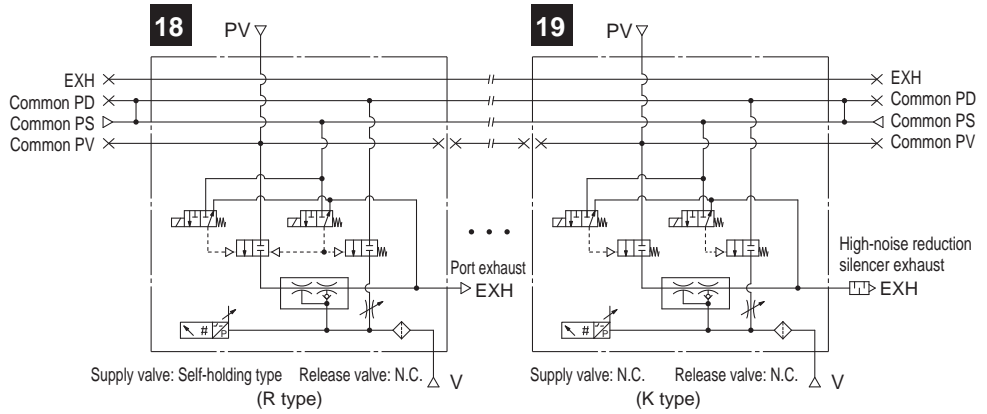 18
PV
19
PV
EXH
Common PD
Common PS
Common PV
EXH
Common PD
Common PS
Common PV
Port exhaust
EXH
High-noise reduction
silencer exhaust
EXH
#
P
#
P
Supply valve: Self-holding type Release valve: N.C.
V
(R type)
Supply valve: N.C. Release valve: N.C.
V
(K type)